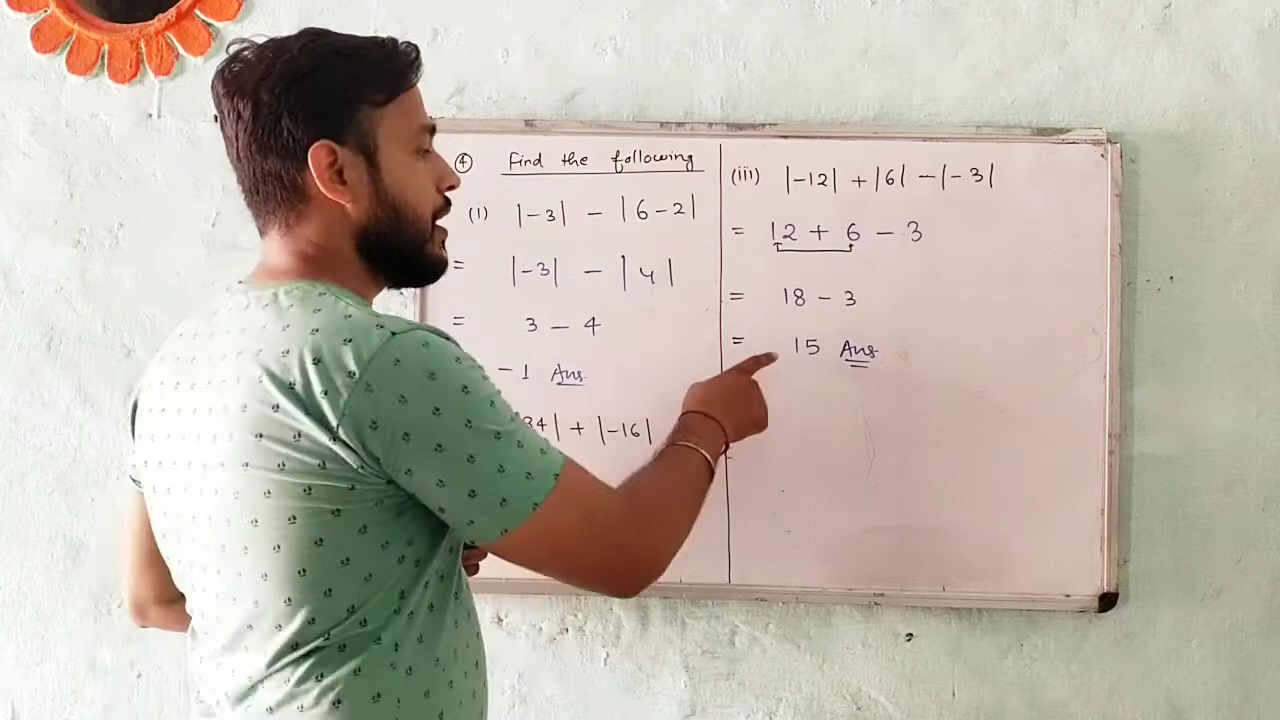 ④ Find the following
(i) |-3| - |6-2|
= |-3| - |4|
= 3 - 4
-1 Ans.
34| + |-16|
(iii) |-12| + |6| - |-3|
= 12 + 6 - 3
= 18 - 3
= 15 Ans.